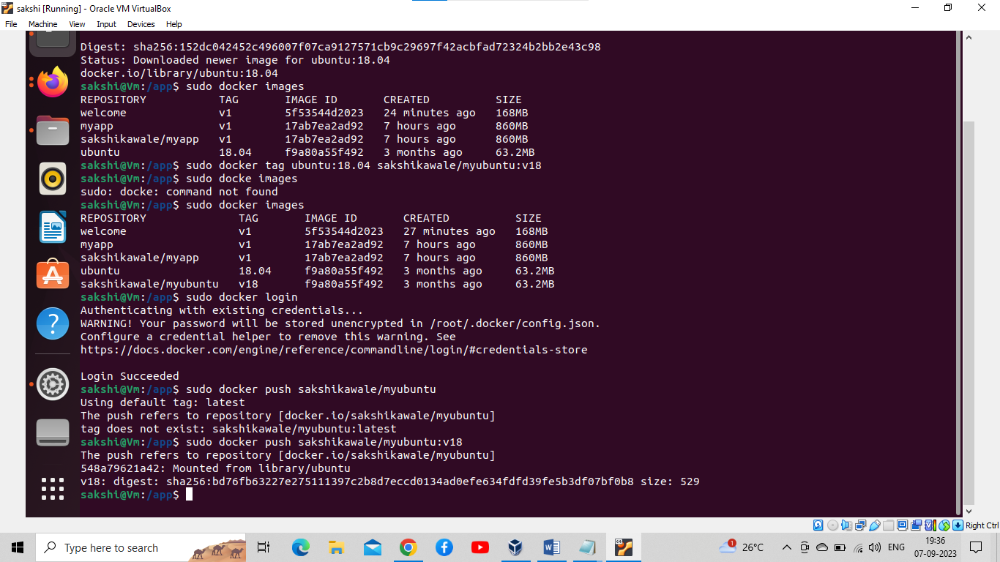 sakshi [Running] - Oracle VM VirtualBox
File Machine View Input Devices Help
Digest: sha256:152dc042452c496007f07ca9127571cb9c29697f42acbfad72324b2bb2e43c98
Status: Downloaded newer image for ubuntu:18.04
docker.io/library/ubuntu:18.04
sakshi@Vm:/app$ sudo docker images
REPOSITORY TAG IMAGE ID CREATED SIZE
welcome v1 5f53544d2023 24 minutes ago 168MB
myapp v1 17ab7ea2ad92 7 hours ago 860MB
sakshikawale/myapp v1 17ab7ea2ad92 7 hours ago 860MB
ubuntu 18.04 f9a80a55f492 3 months ago 63.2MB
sakshi@Vm:/app$ sudo docker tag ubuntu:18.04 sakshikawale/myubuntu:v18
sakshi@Vm:/app$ sudo docke images
sudo: docke: command not found
sakshi@Vm:/app$ sudo docker images
REPOSITORY TAG IMAGE ID CREATED SIZE
welcome v1 5f53544d2023 27 minutes ago 168MB
myapp v1 17ab7ea2ad92 7 hours ago 860MB
sakshikawale/myapp v1 17ab7ea2ad92 7 hours ago 860MB
ubuntu 18.04 f9a80a55f492 3 months ago 63.2MB
sakshikawale/myubuntu v18 f9a80a55f492 3 months ago 63.2MB
sakshi@Vm:/app$ sudo docker login
Authenticating with existing credentials...
WARNING! Your password will be stored unencrypted in /root/.docker/config.json.
Configure a credential helper to remove this warning. See
https://docs.docker.com/engine/reference/commandline/login/#credentials-store
Login Succeeded
sakshi@Vm:/app$ sudo docker push sakshikawale/myubuntu
Using default tag: latest
The push refers to repository [docker.io/sakshikawale/myubuntu]
tag does not exist: sakshikawale/myubuntu:latest
sakshi@Vm:/app$ sudo docker push sakshikawale/myubuntu:v18
The push refers to repository [docker.io/sakshikawale/myubuntu]
548a79621a42: Mounted from library/ubuntu
v18: digest: sha256:bd76fb63227e275111397c2b8d7eccd0134ad0efe634fdfd39fe5b3df07bf0b8 size: 529
sakshi@Vm:/app$
Right Ctrl
Type here to search
1
26°C
ENG
19:36
07-09-2023